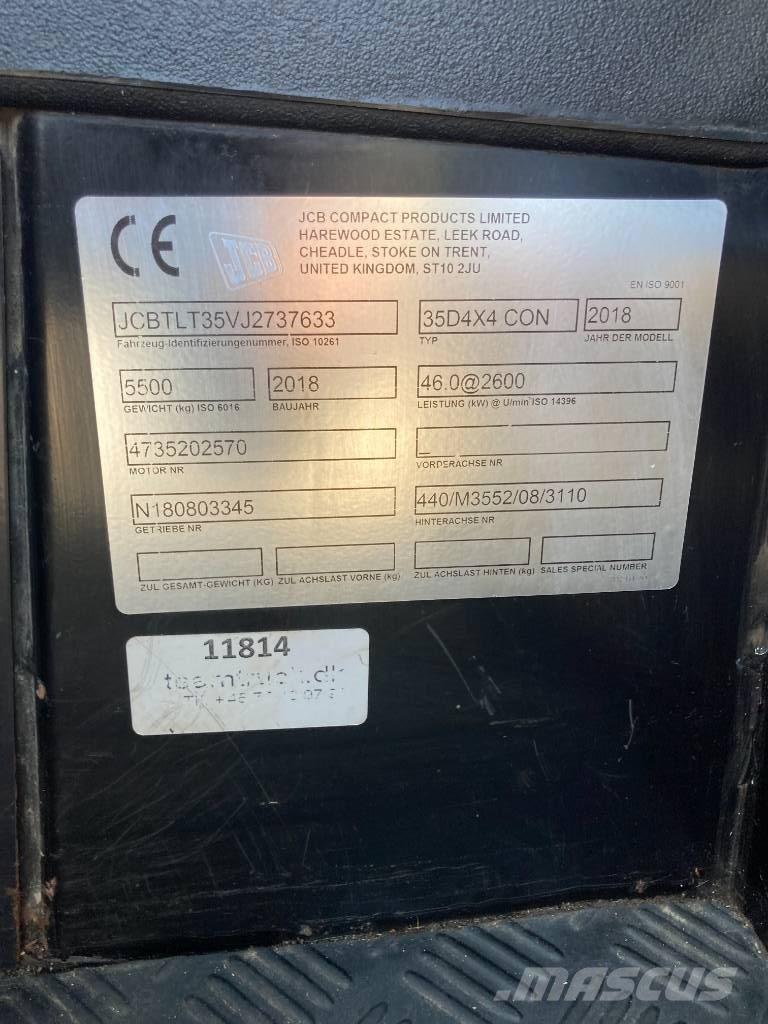 CE
JCB
JCB COMPACT PRODUCTS LIMITED
HAREWOOD ESTATE, LEEK ROAD,
CHEADLE, STOKE ON TRENT,
UNITED KINGDOM, ST10 2JU
EN ISO 9001
JCBTLT35VJ2737633 35D4X4 CON 2018
Fahrzeug-Identifizierungenummer, ISO 10261 TYP JAHR DER MODELL
5500 2018 46.0@2600
GEWICHT (kg) ISO 6016 BAUJAHR LEISTUNG (kW) @ U/min ISO 14396
4735202570 _
MOTOR NR VORDERACHSE NR
N180803345 440/M3552/08/3110
GETRIEBE NR HINTERACHSE NR
ZUL GESAMT-GEWICHT (KG) ZUL ACHSLAST VORNE (kg) ZUL ACHSLAST HINTEN (kg) SALES SPECIAL NUMBER
11814
teamtruck.dk
MASCUS